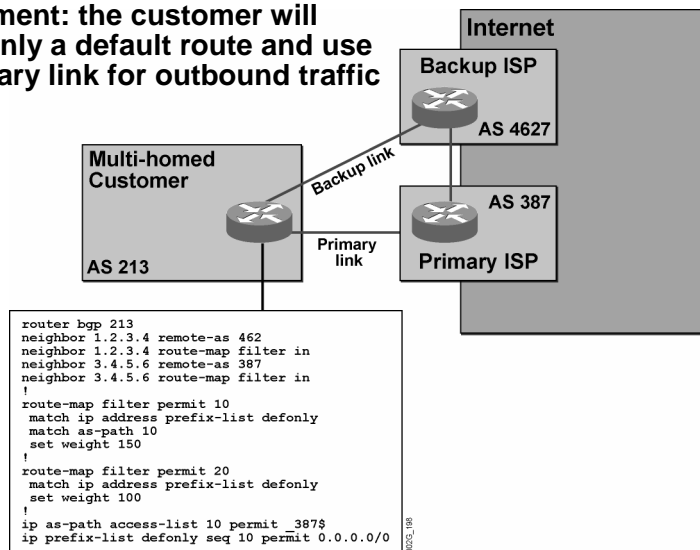 ment: the customer will
nly a default route and use
ary link for outbound traffic
Internet
Backup ISP
AS 4627
Multi-homed
Customer
Backup link
AS 387
Primary
link
Primary ISP
AS 213
router bgp 213
neighbor 1.2.3.4 remote-as 462
neighbor 1.2.3.4 route-map filter in
neighbor 3.4.5.6 remote-as 387
neighbor 3.4.5.6 route-map filter in
!
route-map filter permit 10
match ip address prefix-list defonly
match as-path 10
set weight 150
!
route-map filter permit 20
match ip address prefix-list defonly
set weight 100
!
ip as-path access-list 10 permit _387$
ip prefix-list defonly seq 10 permit 0.0.0.0/0